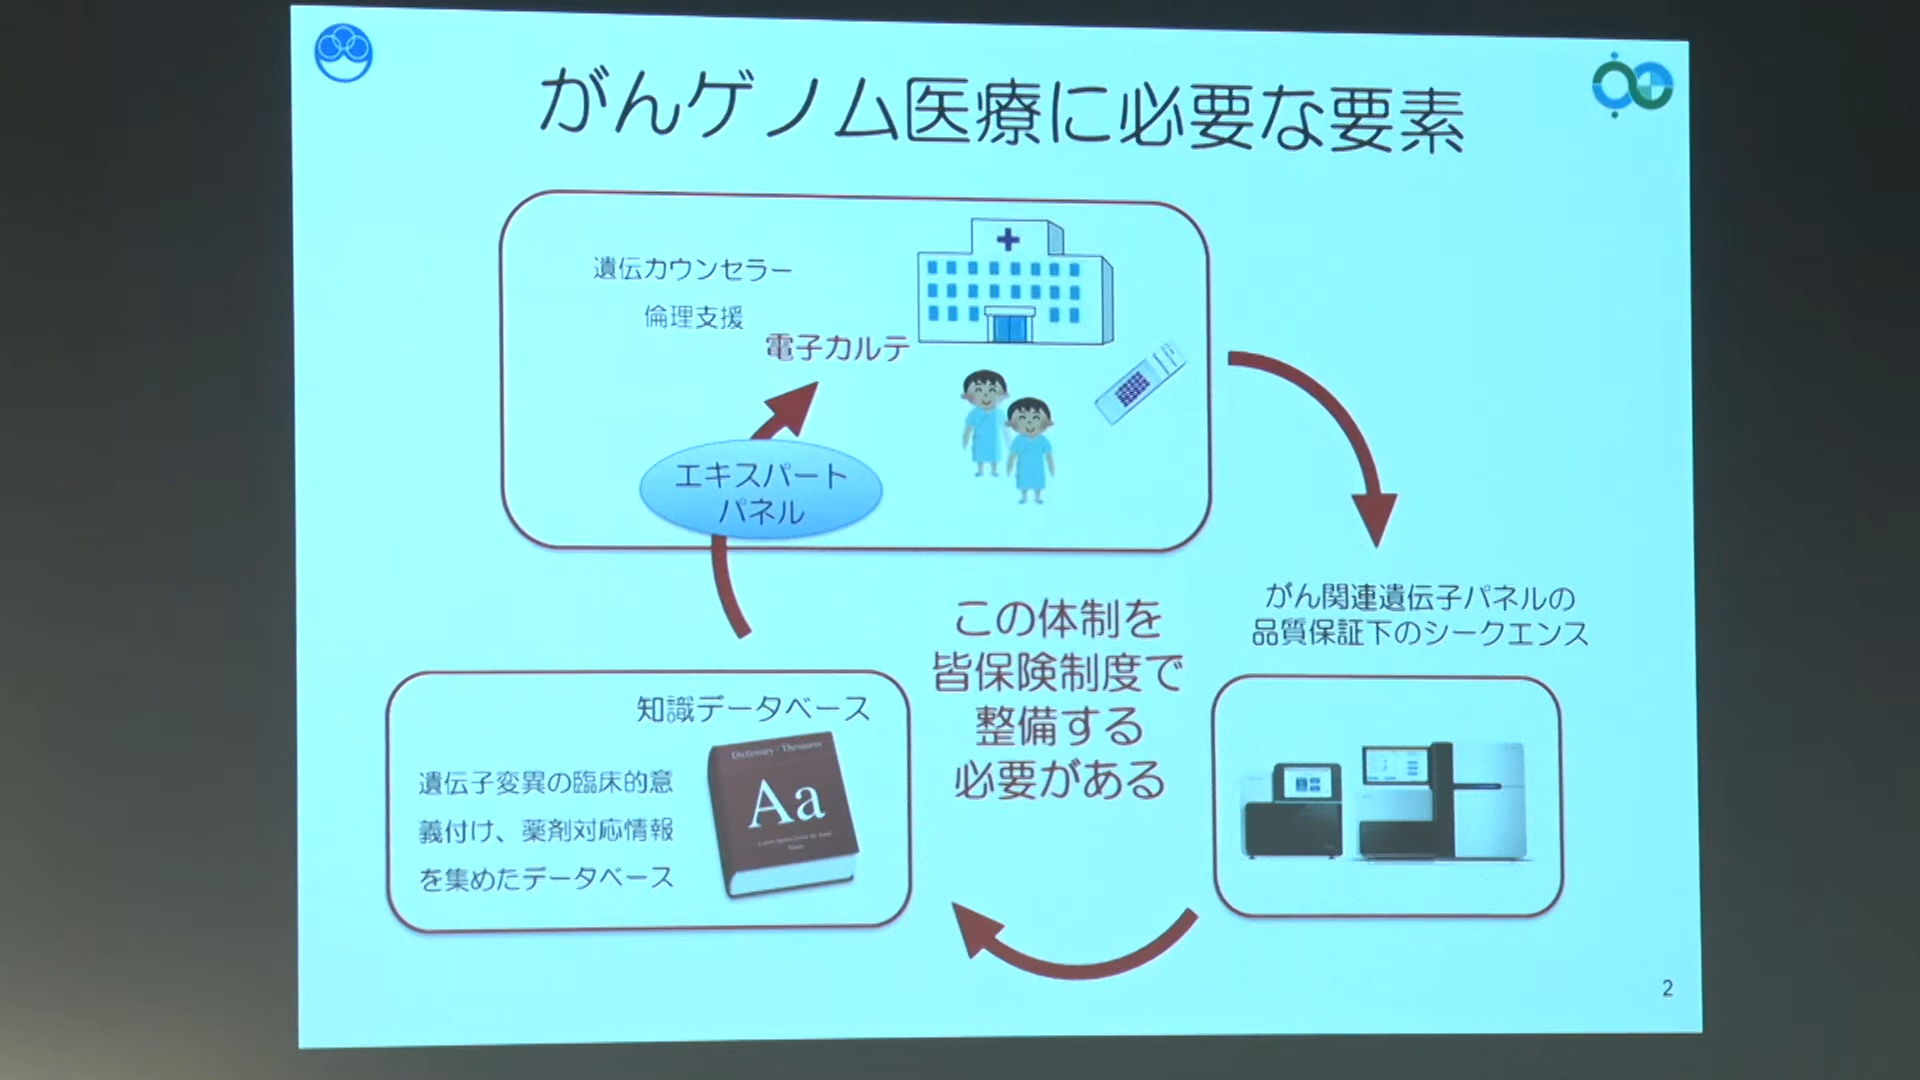 がんゲノム医療に必要な要素
遺伝カウンセラー
倫理支援
電子カルテ
エキスパート
パネル
がん関連遺伝子パネルの
品質保証下のシークエンス
この体制を
皆保険制度で
整備する
必要がある
知識データベース
遺伝子変異の臨床的意
義付け、薬剤対応情報
を集めたデータベース
Dictionary · Thesaurus
Aa
2